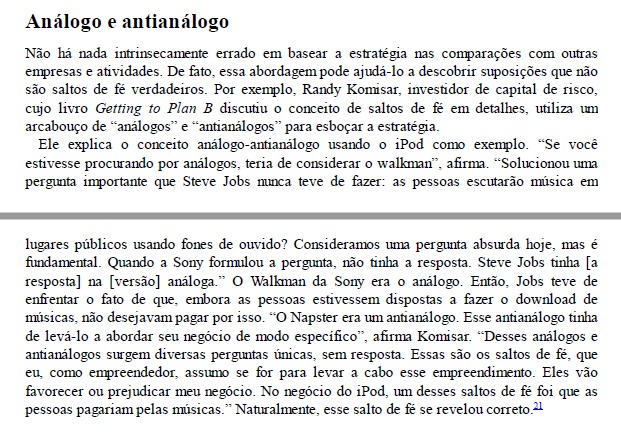 Análogo e antianálogo
Não há nada intrinsecamente errado em basear a estratégia nas comparações com outras
empresas e atividades. De fato, essa abordagem pode ajudá-lo a descobrir suposições que não
são saltos de fé verdadeiros. Por exemplo, Randy Komisar, investidor de capital de risco,
cujo livro Getting to Plan B discutiu o conceito de saltos de fé em detalhes, utiliza um
arcabouço de “análogos” e “antianálogos” para esboçar a estratégia.
Ele explica o conceito análogo-antianálogo usando o iPod como exemplo. “Se você
estivesse procurando por análogos, teria de considerar o walkman”, afirma. “Solucionou uma
pergunta importante que Steve Jobs nunca teve de fazer: as pessoas escutarão música em
lugares públicos usando fones de ouvido? Consideramos uma pergunta absurda hoje, mas é
fundamental. Quando a Sony formulou a pergunta, não tinha a resposta. Steve Jobs tinha [a
resposta] na [versão] análoga.” O Walkman da Sony era o análogo. Então, Jobs teve de
enfrentar o fato de que, embora as pessoas estivessem dispostas a fazer o download de
músicas, não desejavam pagar por isso. “O Napster era um antianálogo. Esse antianálogo tinha
de levá-lo a abordar seu negócio de modo específico”, afirma Komisar. “Desses análogos e
antianálogos surgem diversas perguntas únicas, sem resposta. Essas são os saltos de fé, que
eu, como empreendedor, assumo se for para levar a cabo esse empreendimento. Eles vão
favorecer ou prejudicar meu negócio. No negócio do iPod, um desses saltos de fé foi que as
pessoas pagariam pelas músicas.” Naturalmente, esse salto de fé se revelou correto.21